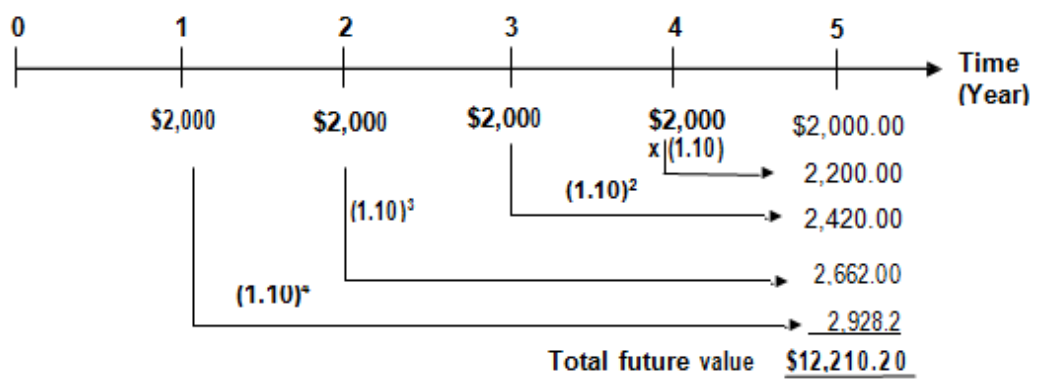 0 1 2 3 4 5
Time
(Year)
$2,000 $2,000 $2,000 $2,000 $2,000.00
x (1.10)
2,200.00
(1.10)²
(1.10)³
2,420.00
2,662.00
(1.10)⁴
2,928.2
Total future value $12,210.20